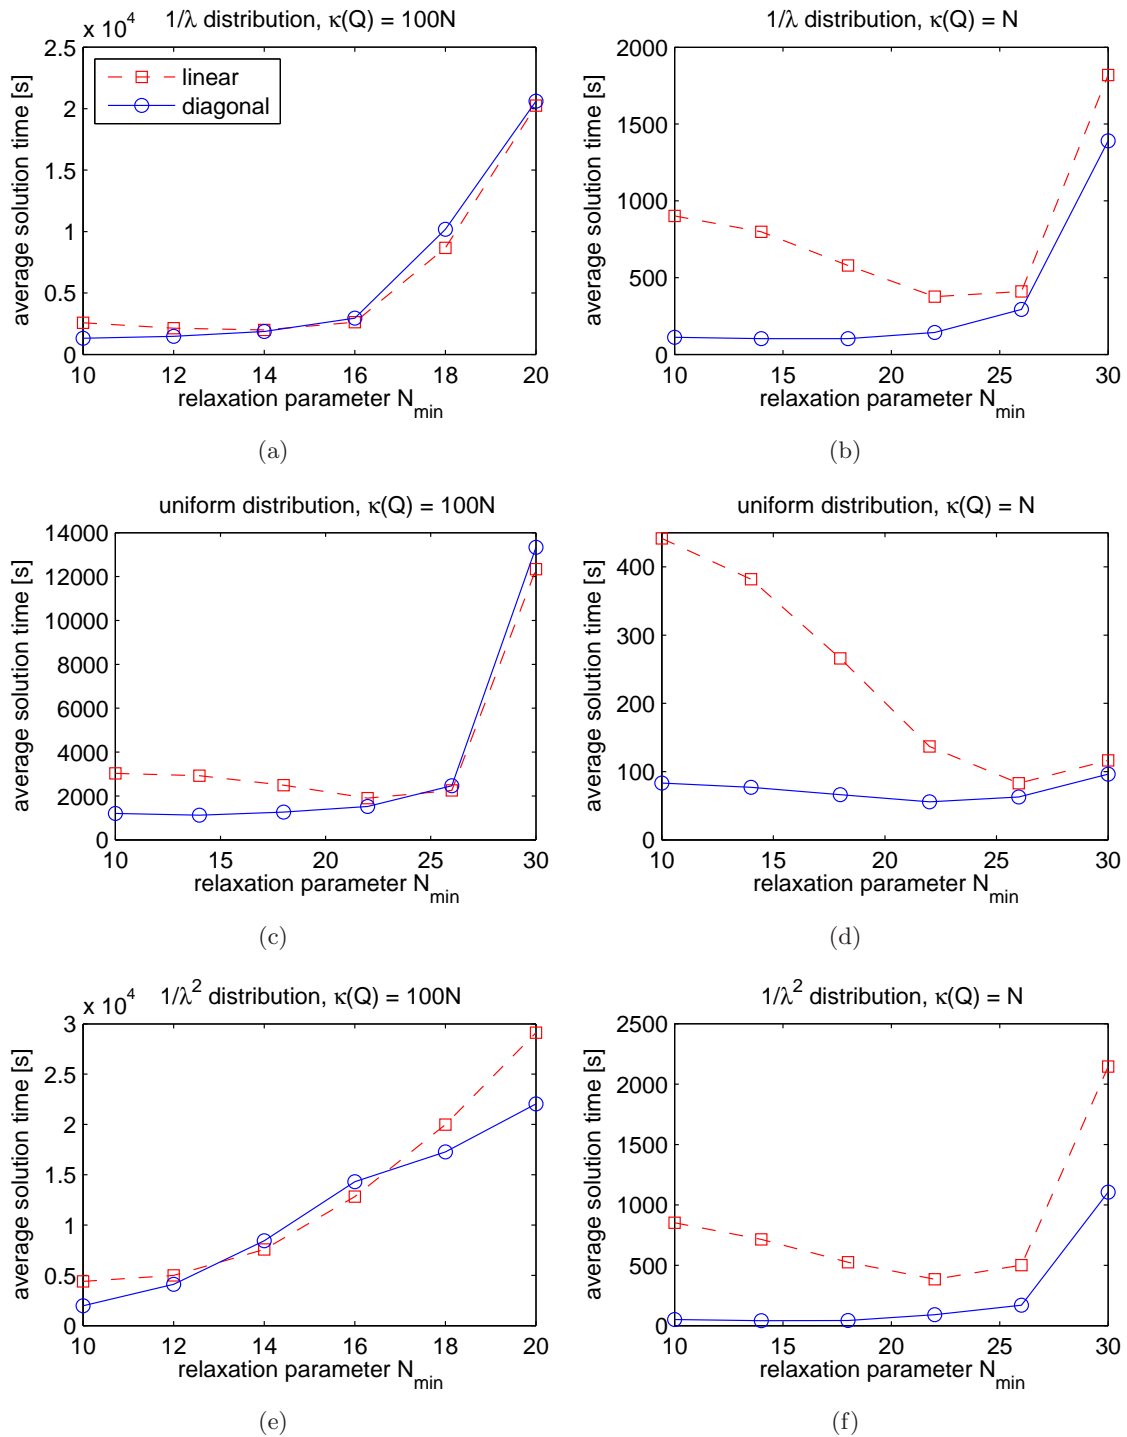 1/λ distribution, κ(Q) = 100N
x 10^4
2.5
2
1.5
1
0.5
0
average solution time [s]
linear
diagonal
10 12 14 16 18 20
relaxation parameter N_min
(a)
1/λ distribution, κ(Q) = N
2000
1500
1000
500
0
average solution time [s]
10 15 20 25 30
relaxation parameter N_min
(b)
uniform distribution, κ(Q) = 100N
14000
12000
10000
8000
6000
4000
2000
0
average solution time [s]
10 15 20 25 30
relaxation parameter N_min
(c)
uniform distribution, κ(Q) = N
400
300
200
100
0
average solution time [s]
10 15 20 25 30
relaxation parameter N_min
(d)
1/λ² distribution, κ(Q) = 100N
x 10^4
3
2.5
2
1.5
1
0.5
0
average solution time [s]
10 12 14 16 18 20
relaxation parameter N_min
(e)
1/λ² distribution, κ(Q) = N
2500
2000
1500
1000
500
0
average solution time [s]
10 15 20 25 30
relaxation parameter N_min
(f)